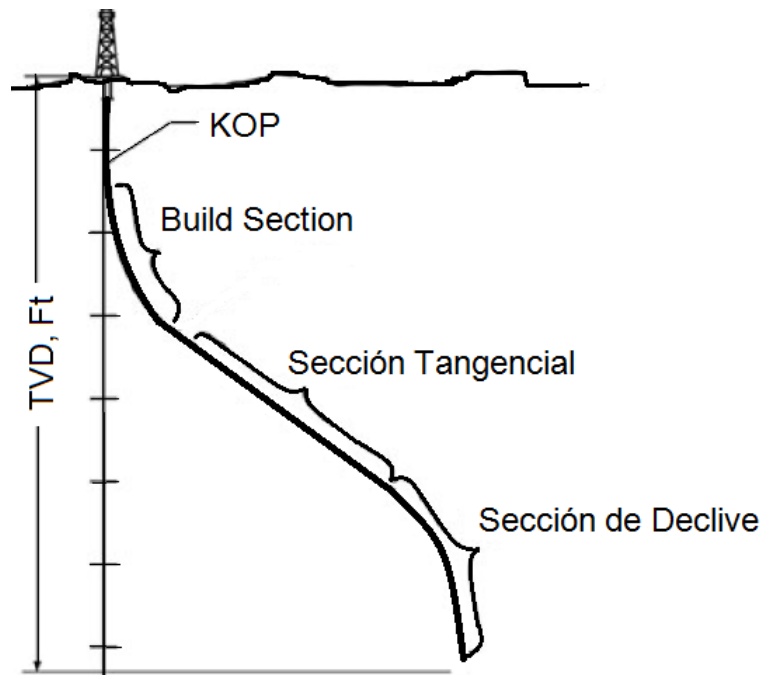 KOP
Build Section
TVD, Ft
Sección Tangencial
Sección de Declive